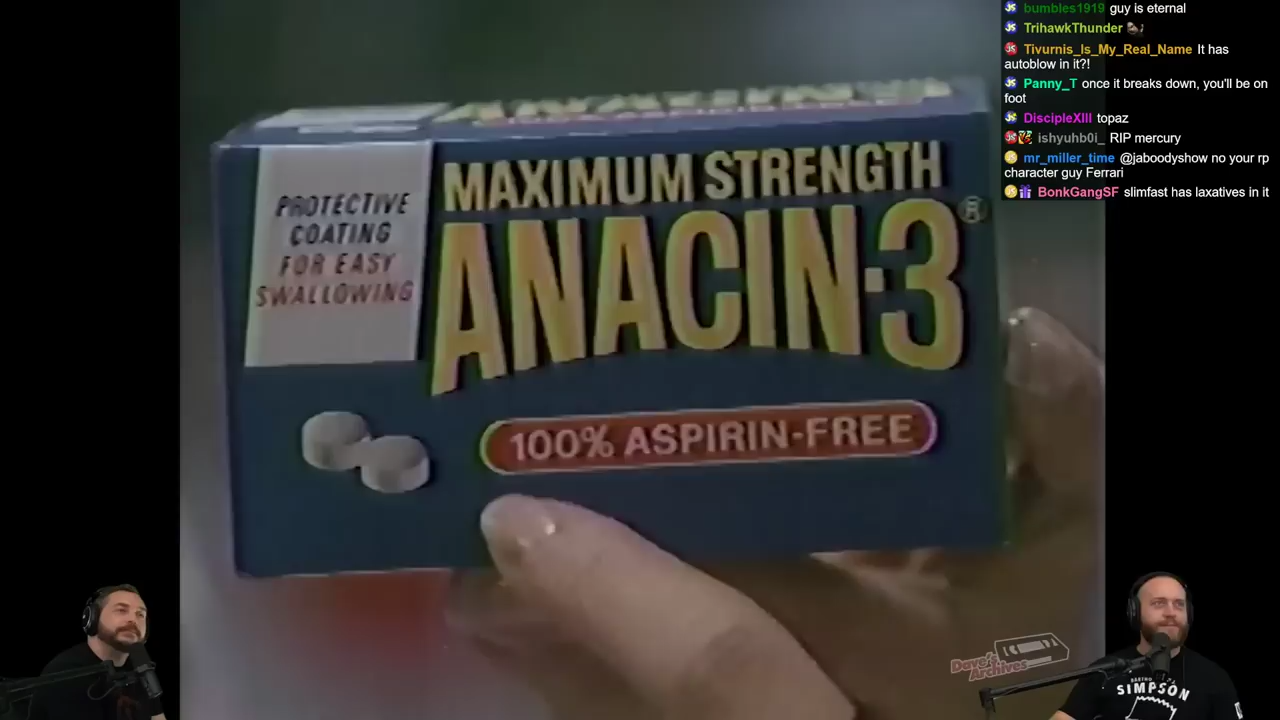 bumbles1919 guy is eternal
TrihawkThunder
Tivurnis_Is_My_Real_Name It has
autoblow in it?!
Panny_T once it breaks down, you'll be on
foot
DiscipleXIII topaz
ishyuhb0i_ RIP mercury
mr_miller_time @jaboodyshow no your rp
character guy Ferrari
BonkGangSF slimfast has laxatives in it
PROTECTIVE
COATING
FOR EASY
SWALLOWING
MAXIMUM STRENGTH
ANACIN-3®
100% ASPIRIN-FREE
Dave's
Archives
SIMPSON